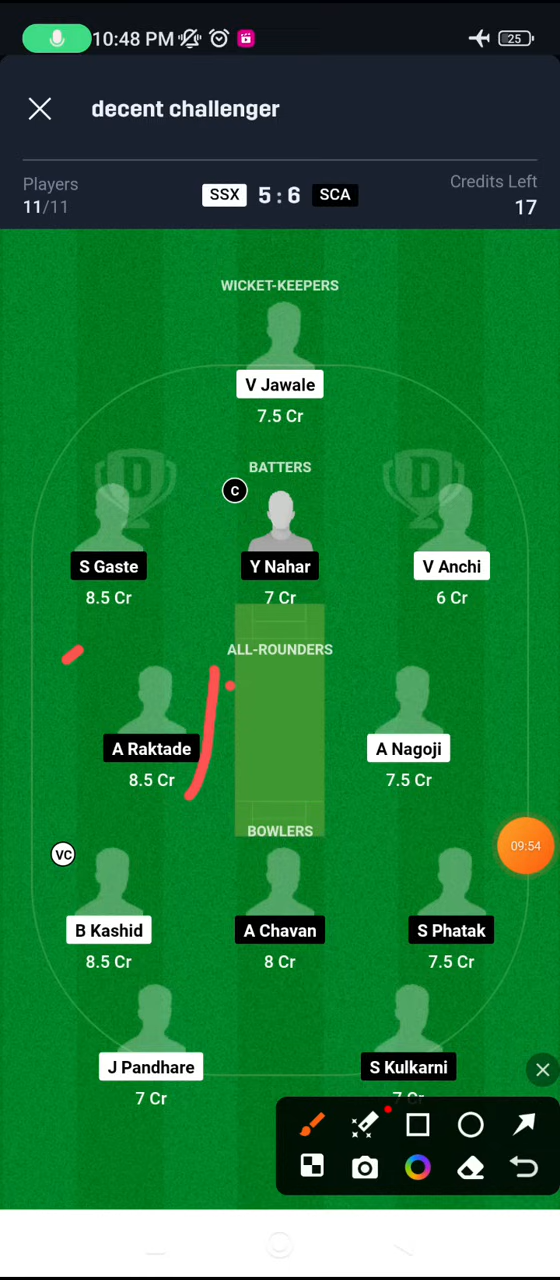 10:48 PM
25
decent challenger
Players
Credits Left
11/11
SSX 5 : 6 SCA
17
WICKET-KEEPERS
V Jawale
7.5 Cr
BATTERS
C
S Gaste
Y Nahar
V Anchi
8.5 Cr
7 Cr
6 Cr
ALL-ROUNDERS
A Raktade
A Nagoji
8.5 Cr
7.5 Cr
BOWLERS
VC
09:54
B Kashid
A Chavan
S Phatak
8.5 Cr
8 Cr
7.5 Cr
J Pandhare
S Kulkarni
7 Cr
7 Cr